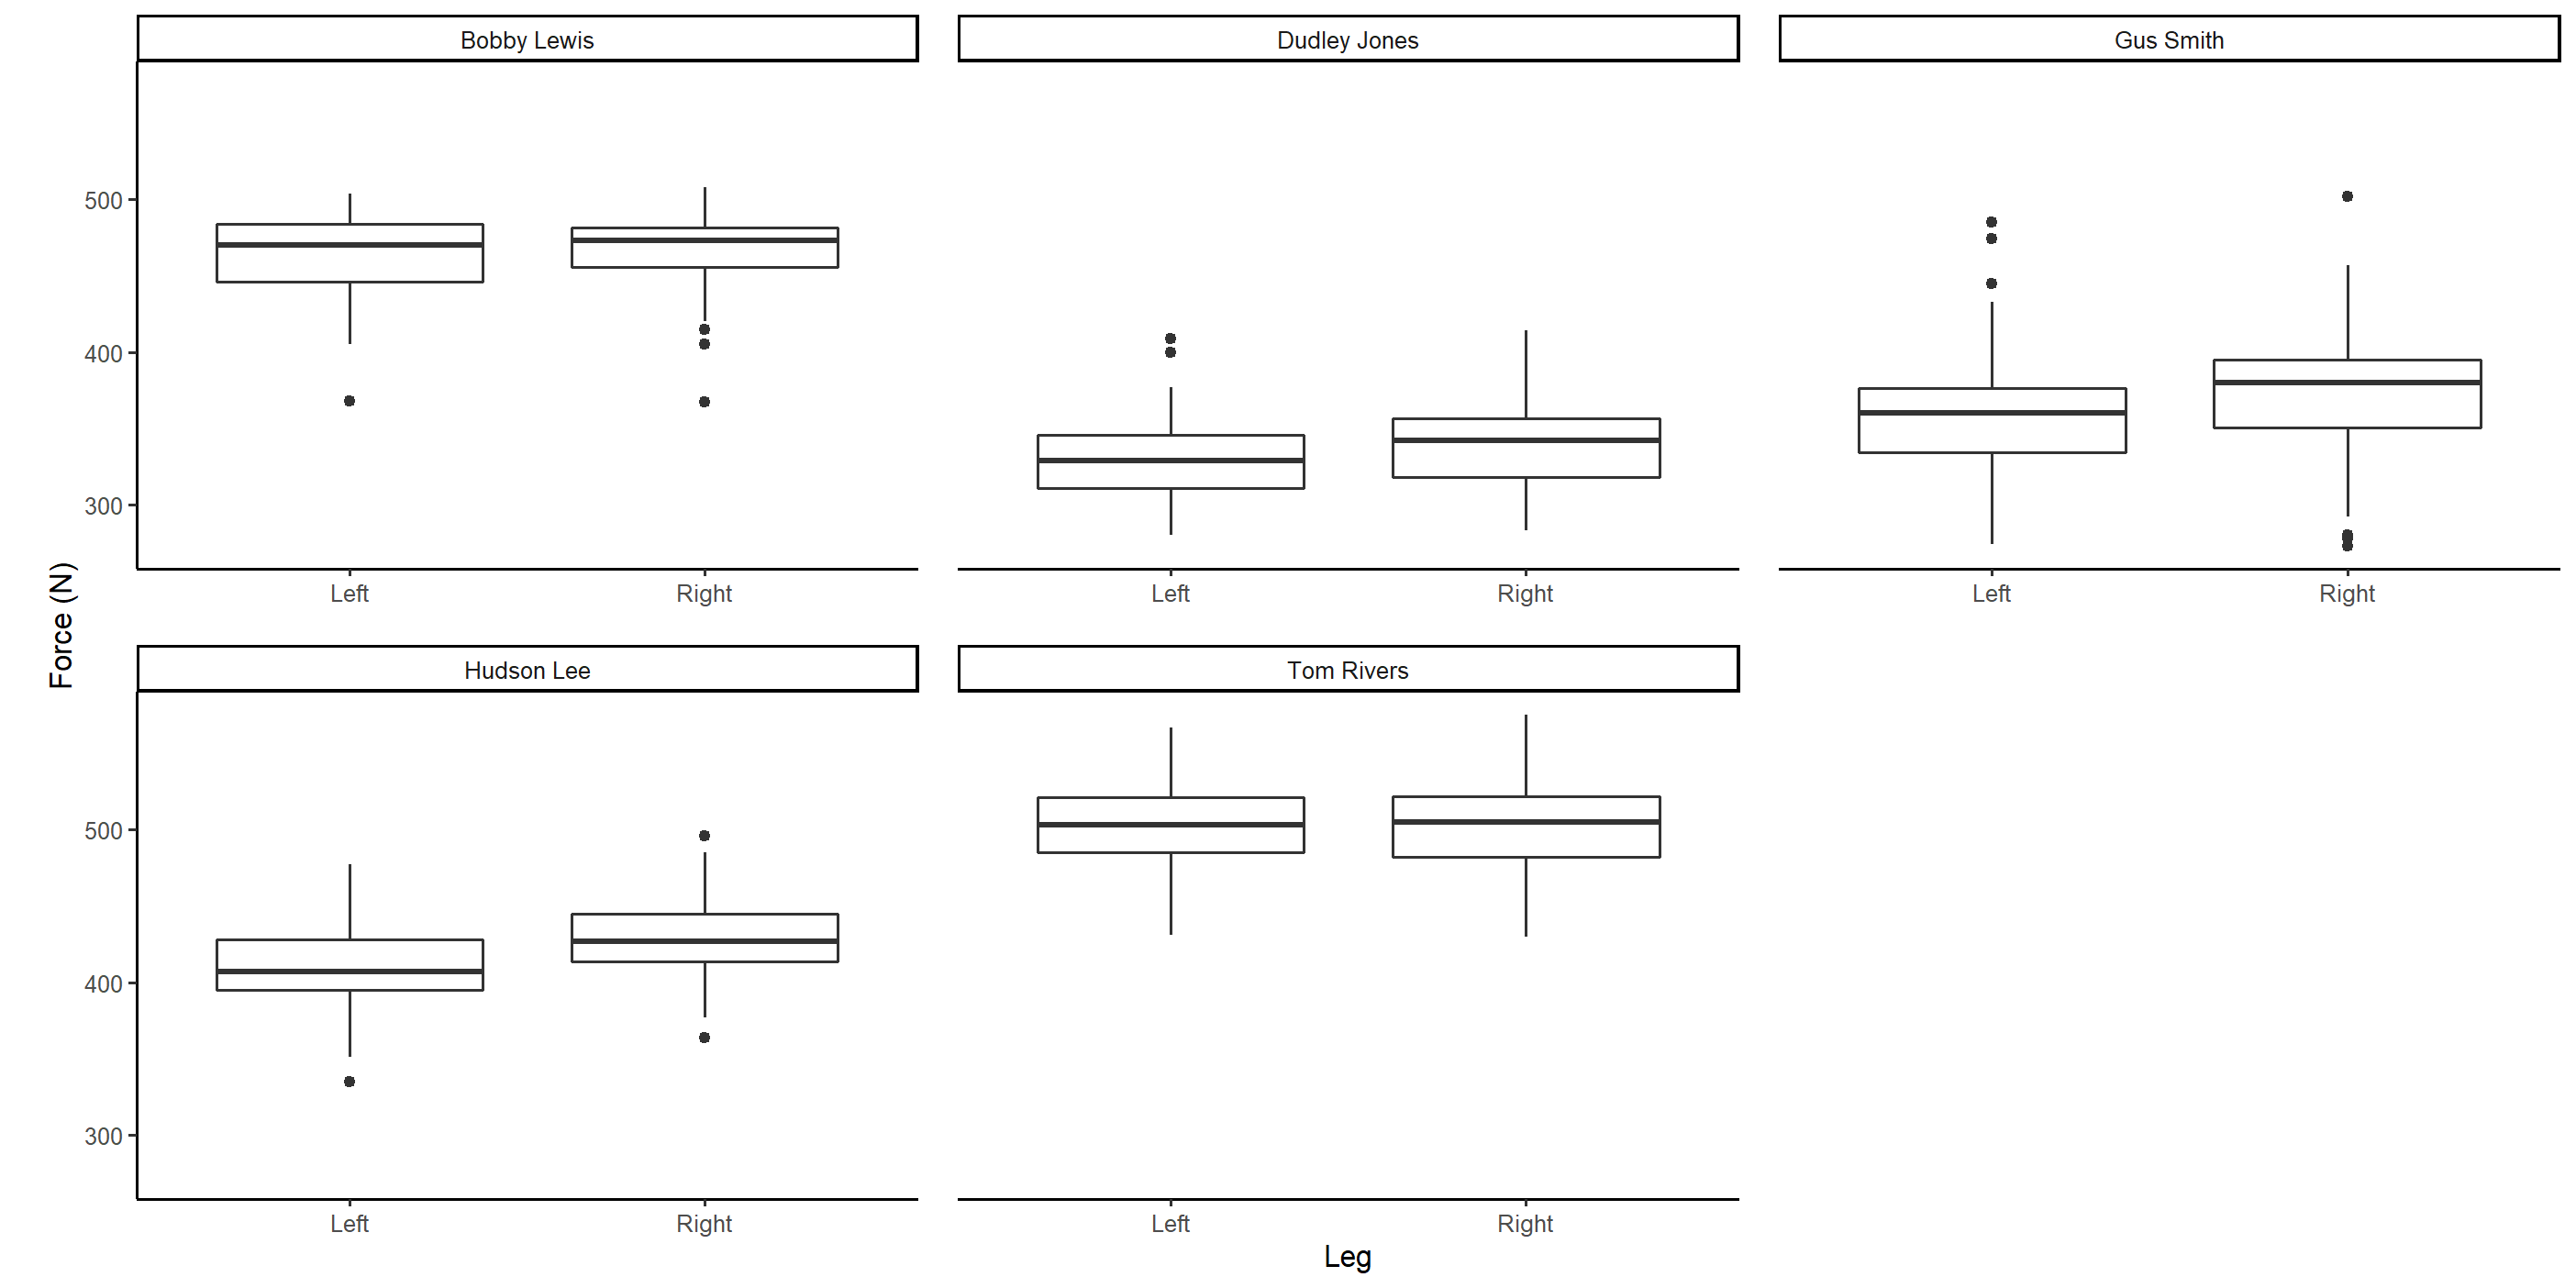 Bobby Lewis
Dudley Jones
Gus Smith
500
400
300
Left
Right
Left
Right
Left
Right
Force (N)
Hudson Lee
Tom Rivers
500
400
300
Left
Right
Left
Right
Leg